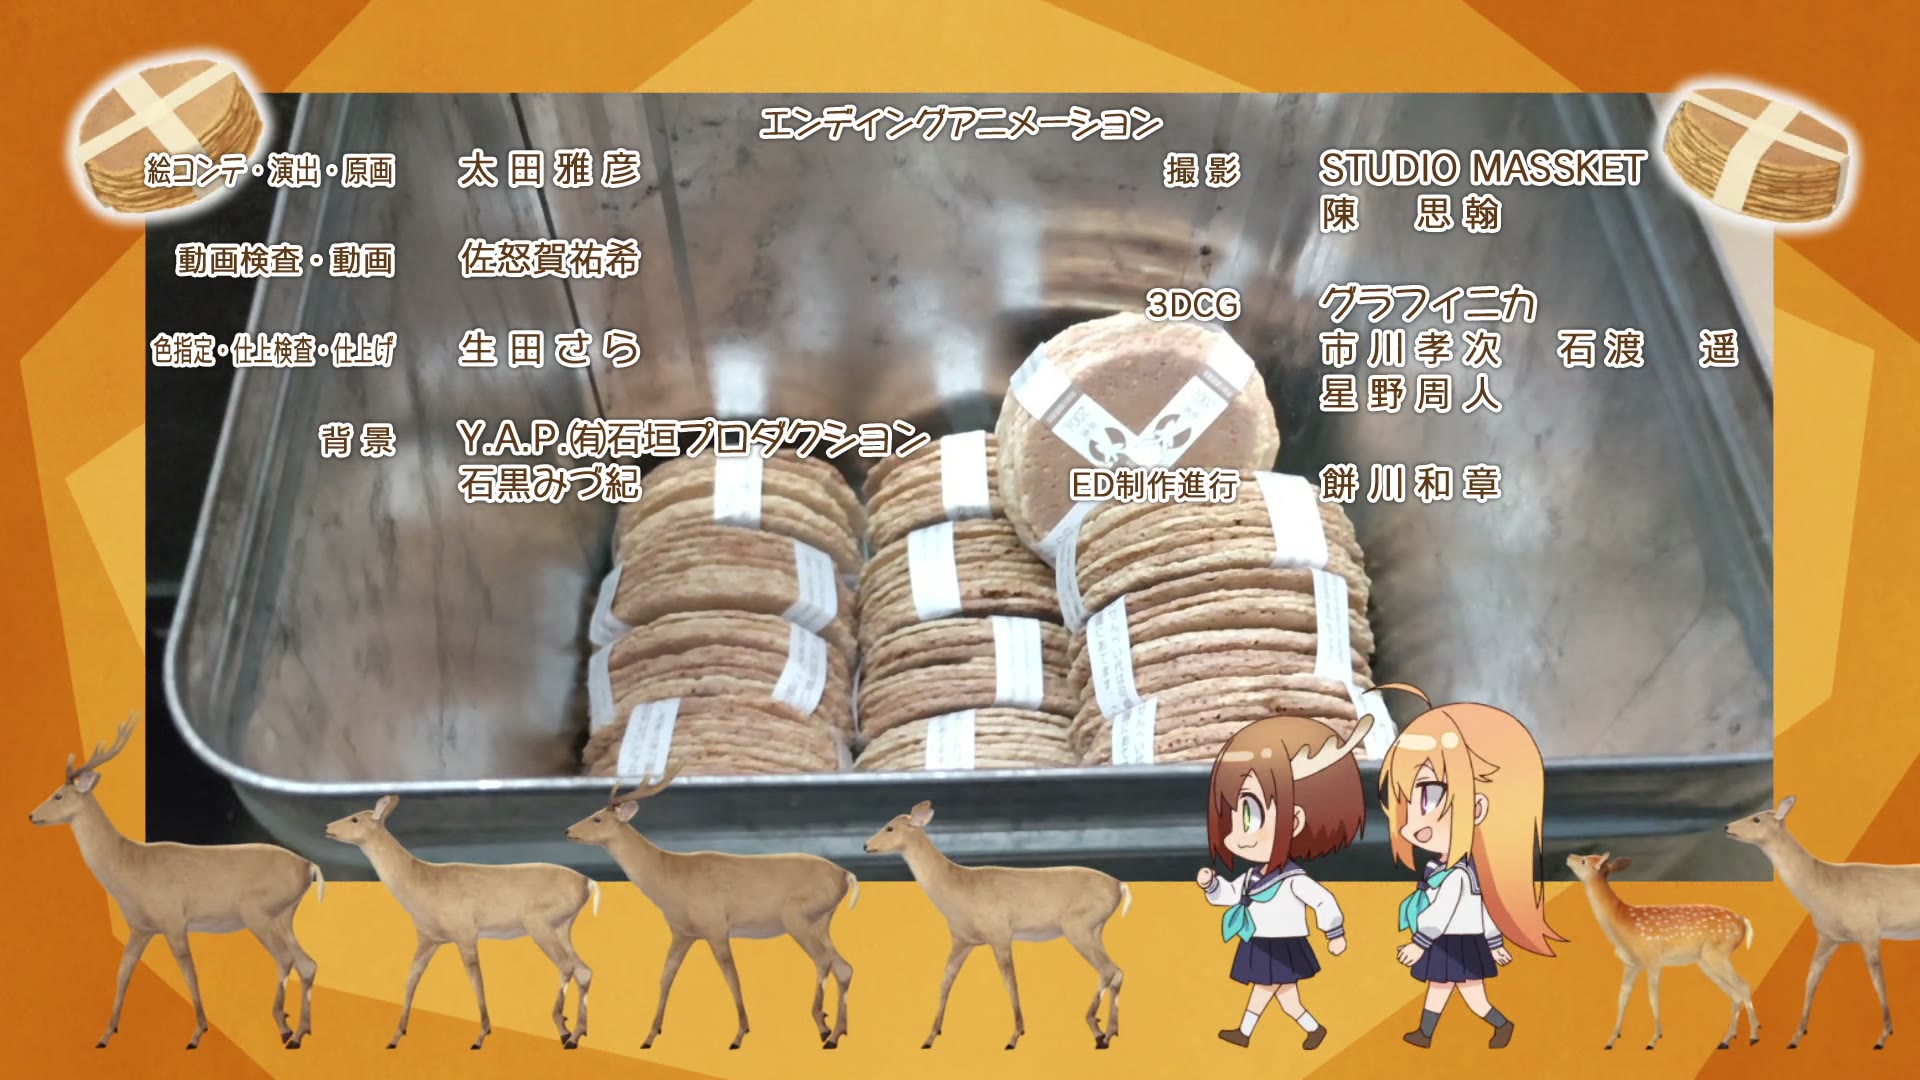 エンディングアニメーション
絵コンテ・演出・原画 太田雅彦
動画検査・動画 佐怒賀祐希
色指定・仕上検査・仕上げ 生田さら
背景 Y.A.P.㈲石垣プロダクション
石黒みづ紀
撮影 STUDIO MASSKET
陳 思翰
3DCG グラフィニカ
市川孝次 石渡 遥
星野周人
ED制作進行 餅川和章